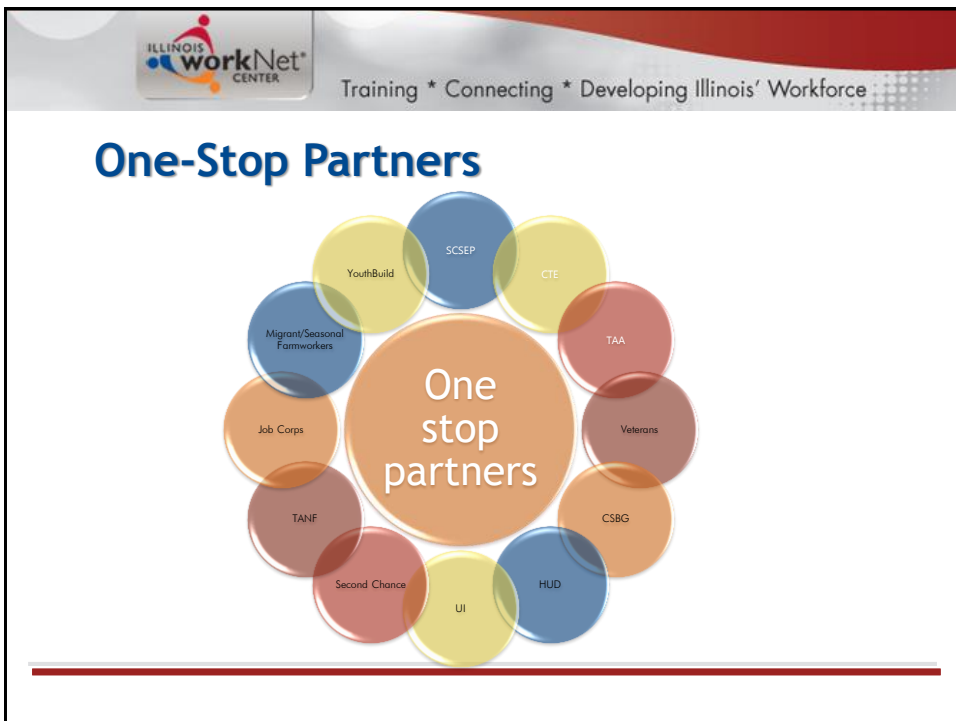 ILLINOIS
workNet®
CENTER
Training * Connecting * Developing Illinois' Workforce
One-Stop Partners
SCSEP
CTE
TAA
Veterans
CSBG
HUD
UI
Second Chance
TANF
Job Corps
Migrant/Seasonal
Farmworkers
YouthBuild
One
stop
partners